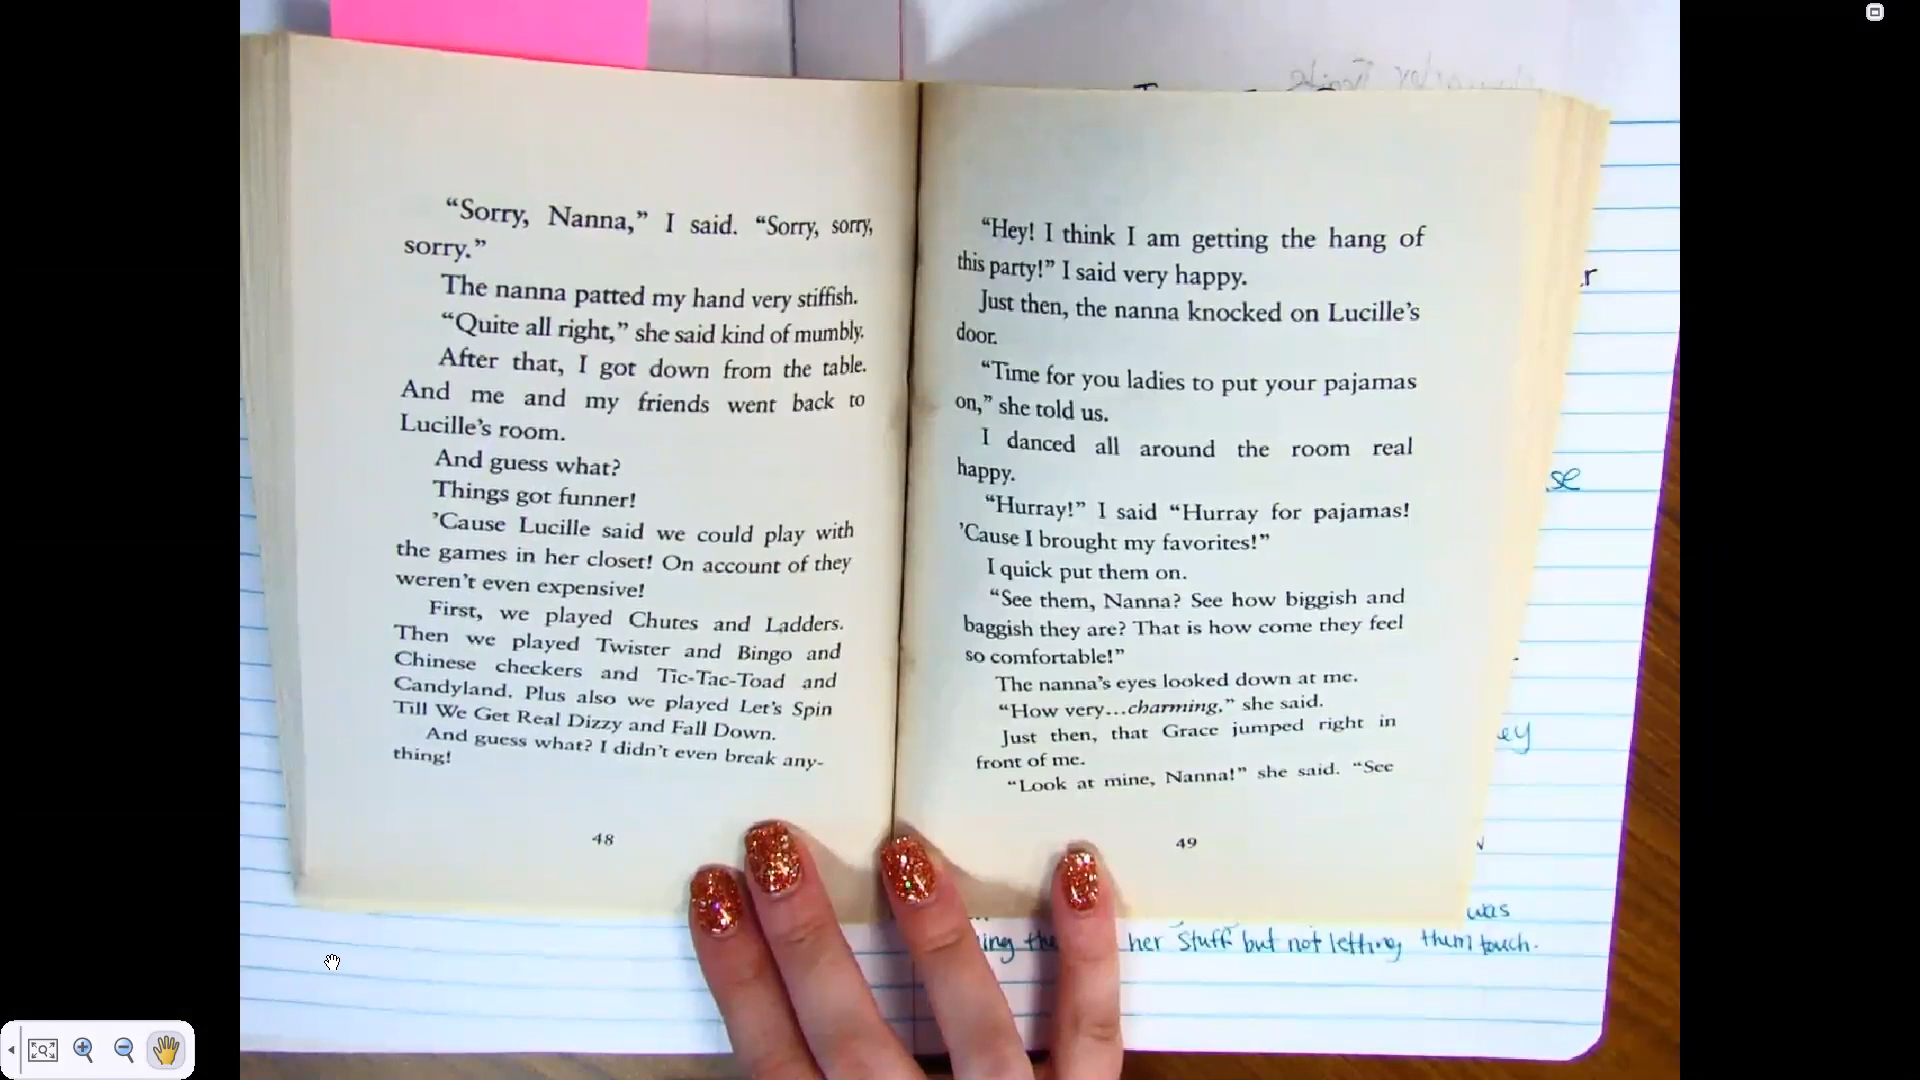 “Sorry, Nanna,” I said. “Sorry, sorry,
sorry.”
The nanna patted my hand very stiffish.
“Quite all right,” she said kind of mumbly.
After that, I got down from the table.
And me and my friends went back to
Lucille’s room.
And guess what?
Things got funner!
’Cause Lucille said we could play with
the games in her closet! On account of they
weren’t even expensive!
First, we played Chutes and Ladders.
Then we played Twister and Bingo and
Chinese checkers and Tic-Tac-Toad and
Candyland. Plus also we played Let’s Spin
Till We Get Real Dizzy and Fall Down.
And guess what? I didn’t even break any-
thing!
48
“Hey! I think I am getting the hang of
this party!” I said very happy.
Just then, the nanna knocked on Lucille’s
door.
“Time for you ladies to put your pajamas
on,” she told us.
I danced all around the room real
happy.
“Hurray!” I said “Hurray for pajamas!
’Cause I brought my favorites!”
I quick put them on.
“See them, Nanna? See how biggish and
baggish they are? That is how come they feel
so comfortable!”
The nanna’s eyes looked down at me.
“How very...charming,” she said.
Just then, that Grace jumped right in
front of me.
“Look at mine, Nanna!” she said. “See
49
r
se
ey
was
ing the her stuff but not letting them touch.